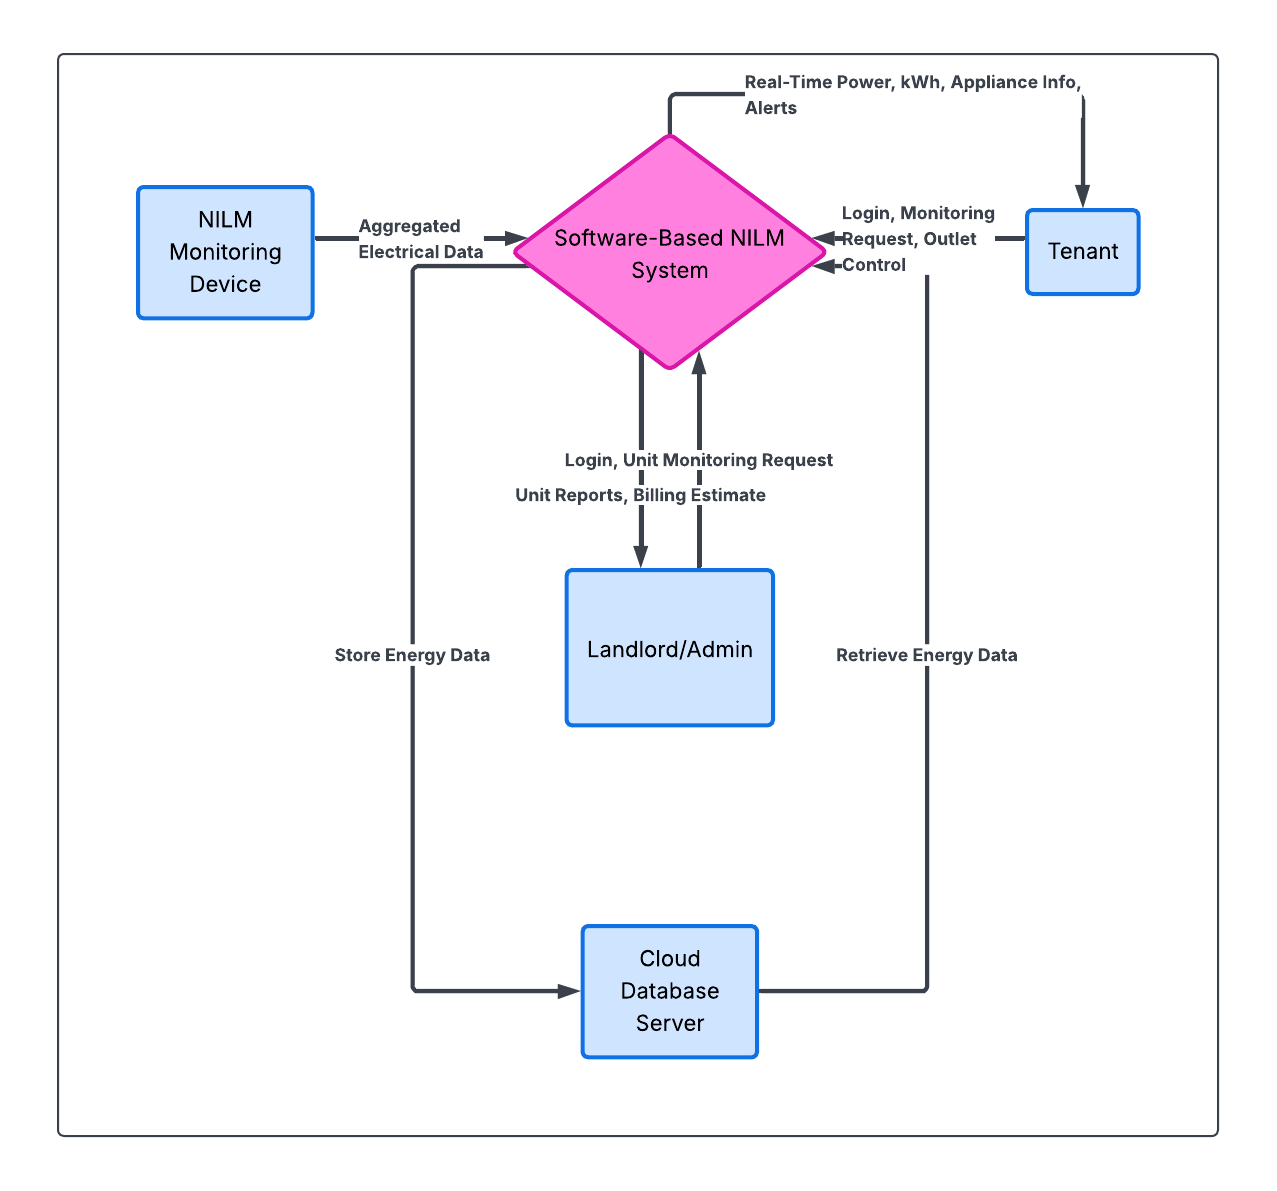 Real-Time Power, kWh, Appliance Info,
Alerts
NILM
Monitoring
Device
Aggregated
Electrical Data
Software-Based NILM
System
Login, Monitoring
Request, Outlet
Control
Tenant
Login, Unit Monitoring Request
Unit Reports, Billing Estimate
Landlord/Admin
Store Energy Data
Retrieve Energy Data
Cloud
Database
Server